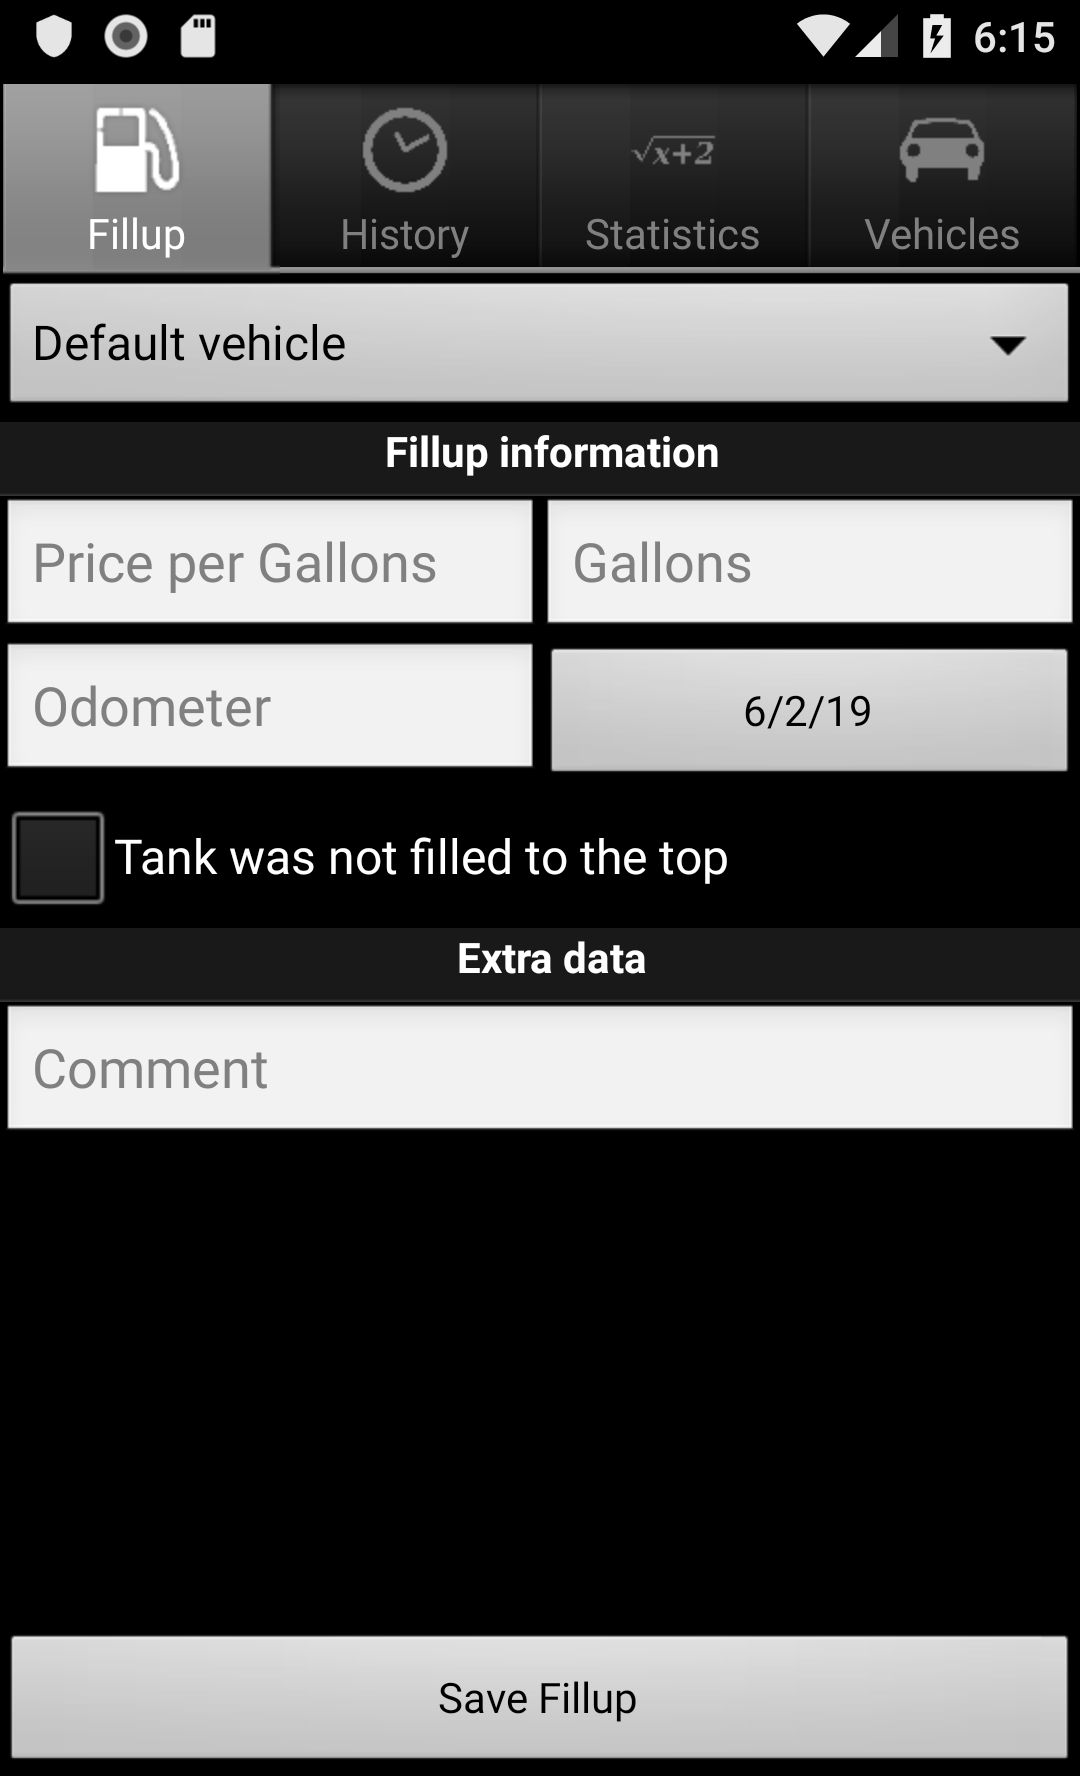 6:15
Fillup
History
√x+2
Statistics
Vehicles
Default vehicle
Fillup information
Price per Gallons
Gallons
Odometer
6/2/19
Tank was not filled to the top
Extra data
Comment
Save Fillup